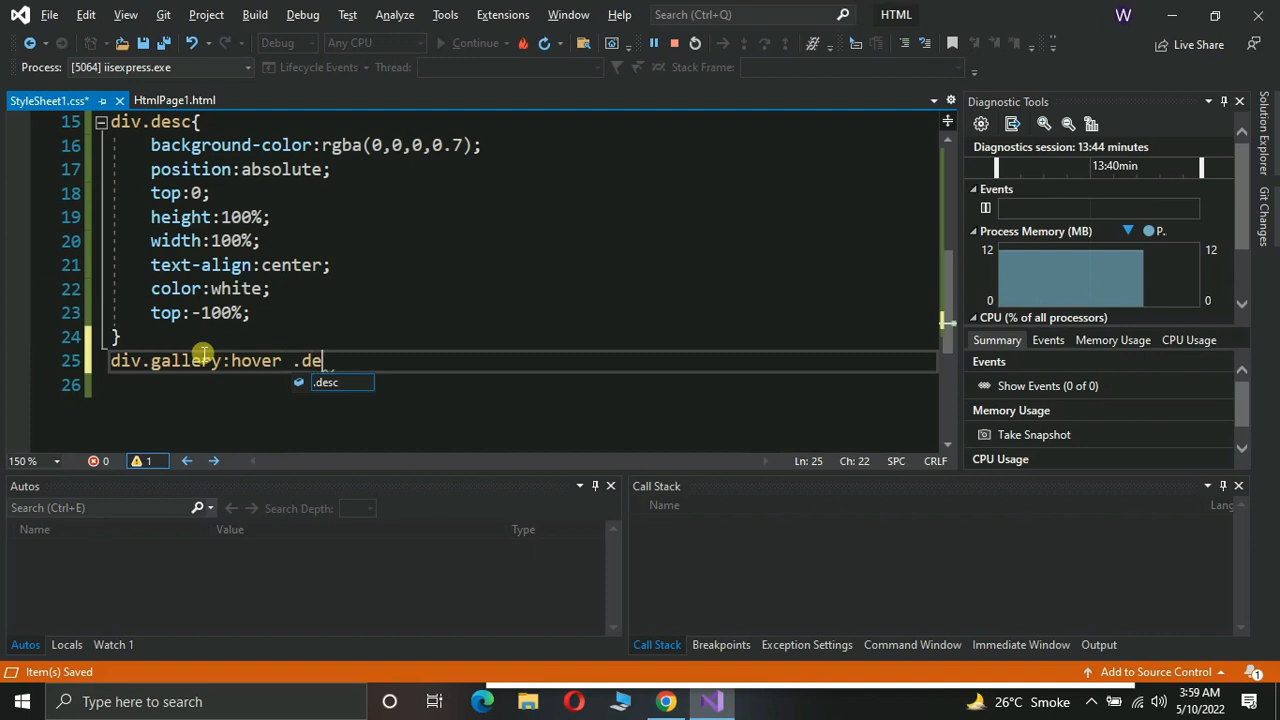 File Edit View Git Project Build Debug Test Analyze Tools Extensions Window Help Search (Ctrl+Q) HTML W
Debug Any CPU Continue Live Share
Process: [5064] iisexpress.exe Lifecycle Events Thread: Stack Frame:
StyleSheet1.css* HtmlPage1.html
15 div.desc{
16 background-color:rgba(0,0,0,0.7);
17 position:absolute;
18 top:0;
19 height:100%;
20 width:100%;
21 text-align:center;
22 color:white;
23 top:-100%;
24 }
25 div.gallery:hover .de
.desc
26
150 % 0 1 Ln: 25 Ch: 22 SPC CRLF
Diagnostic Tools
Diagnostics session: 13:44 minutes
13:40min
Events
Process Memory (MB) P..
12 12
0 0
CPU (% of all processors)
Summary Events Memory Usage CPU Usage
Events
Show Events (0 of 0)
Memory Usage
Take Snapshot
CPU Usage
Solution Explorer
Git Changes
Autos
Search (Ctrl+E) Search Depth:
Name Value Type
Autos Locals Watch 1
Call Stack
Name Lang
Call Stack Breakpoints Exception Settings Command Window Immediate Window Output
Item(s) Saved Add to Source Control 1
Type here to search 26°C Smoke 3:59 AM
5/10/2022